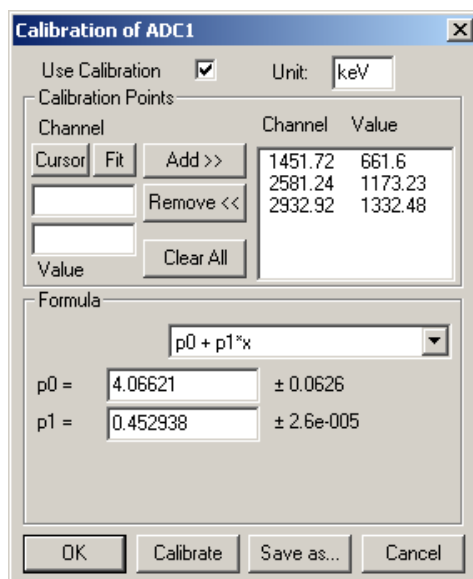 Calibration of ADC1
Use Calibration Unit: keV
Calibration Points
Channel
Cursor Fit Add >>
Remove <<
Value Clear All
Channel Value
1451.72 661.6
2581.24 1173.23
2932.92 1332.48
Formula
p0 + p1*x
p0 = 4.06621 ± 0.0626
p1 = 0.452938 ± 2.6e-005
OK Calibrate Save as... Cancel